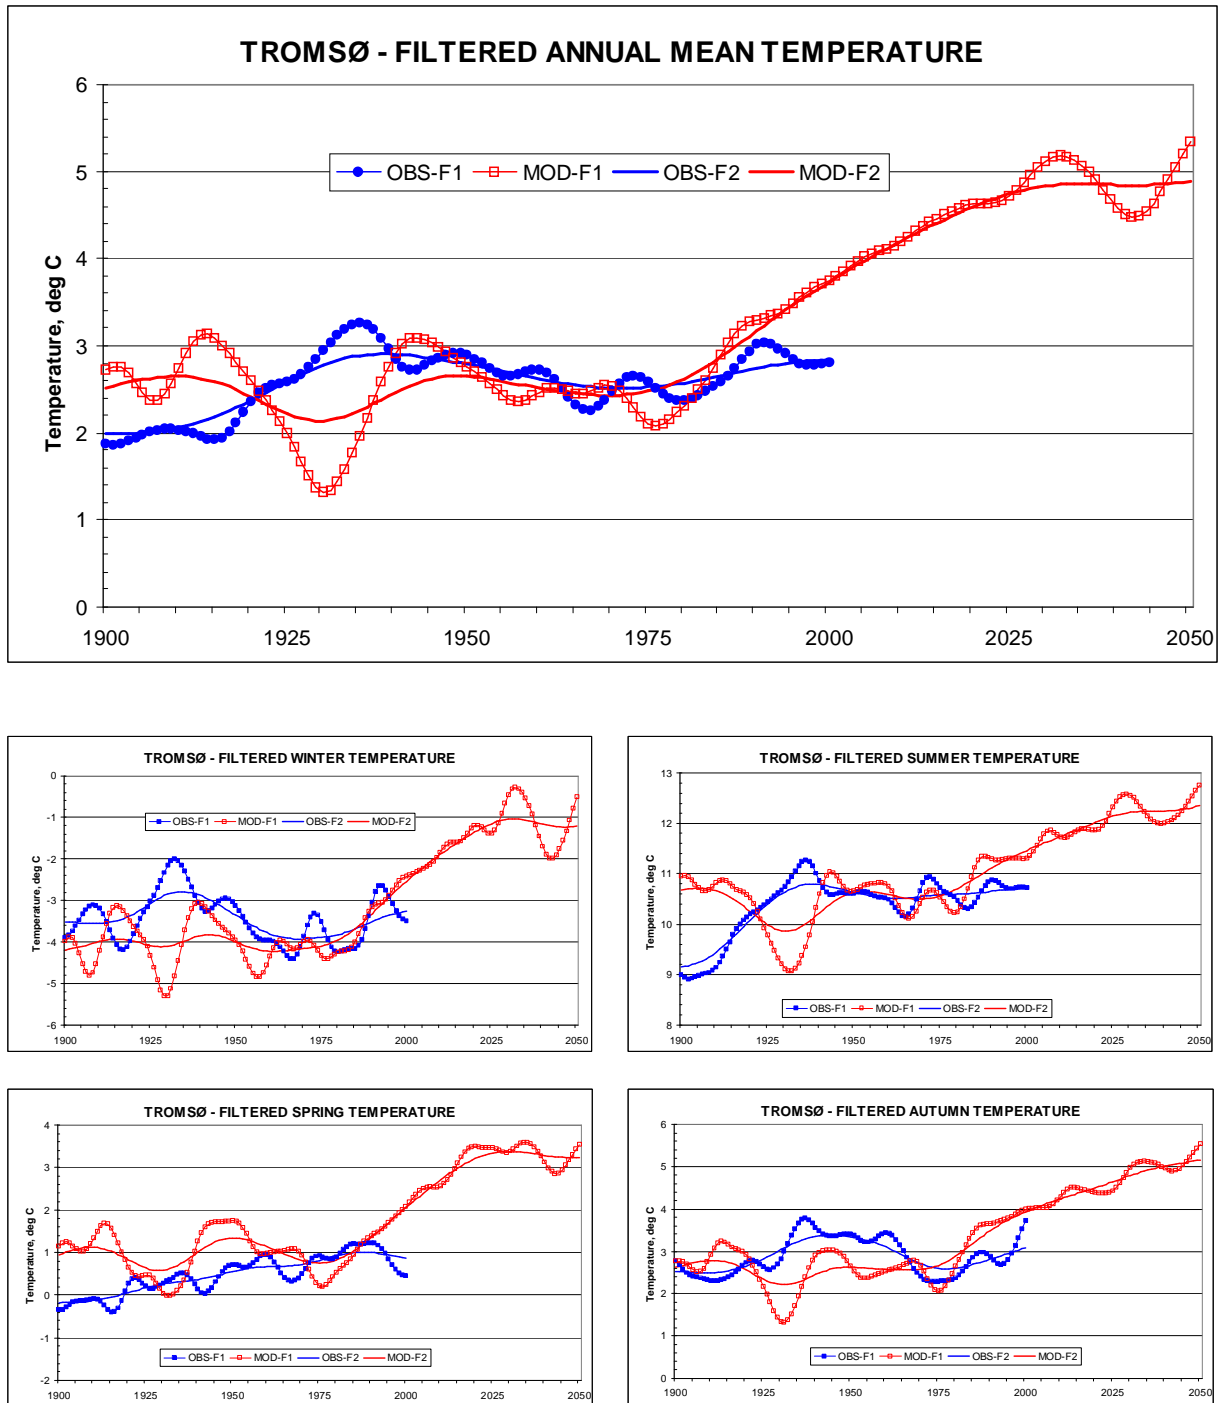 TROMSØ - FILTERED ANNUAL MEAN TEMPERATURE
6
5
4
3
2
1
0
Temperature, deg C
OBS-F1 MOD-F1 OBS-F2 MOD-F2
1900 1925 1950 1975 2000 2025 2050
TROMSØ - FILTERED WINTER TEMPERATURE
0
-1
-2
-3
-4
-5
-6
Temperature, deg C
OBS-F1 MOD-F1 OBS-F2 MOD-F2
1900 1925 1950 1975 2000 2025 2050
TROMSØ - FILTERED SUMMER TEMPERATURE
13
12
11
10
9
8
Temperature, deg C
OBS-F1 MOD-F1 OBS-F2 MOD-F2
1900 1925 1950 1975 2000 2025 2050
TROMSØ - FILTERED SPRING TEMPERATURE
4
3
2
1
0
-1
-2
Temperature, deg C
OBS-F1 MOD-F1 OBS-F2 MOD-F2
1900 1925 1950 1975 2000 2025 2050
TROMSØ - FILTERED AUTUMN TEMPERATURE
6
5
4
3
2
1
0
Temperature, deg C
OBS-F1 MOD-F1 OBS-F2 MOD-F2
1900 1925 1950 1975 2000 2025 2050